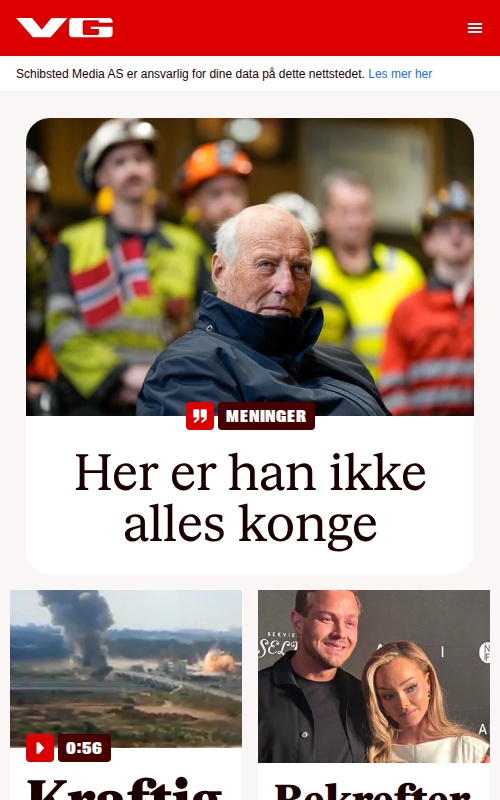 VG
Schibsted Media AS er ansvarlig for dine data på dette nettstedet. Les mer her
MENINGER
Her er han ikke
alles konge
0:56
Kraftig
Bekrefter